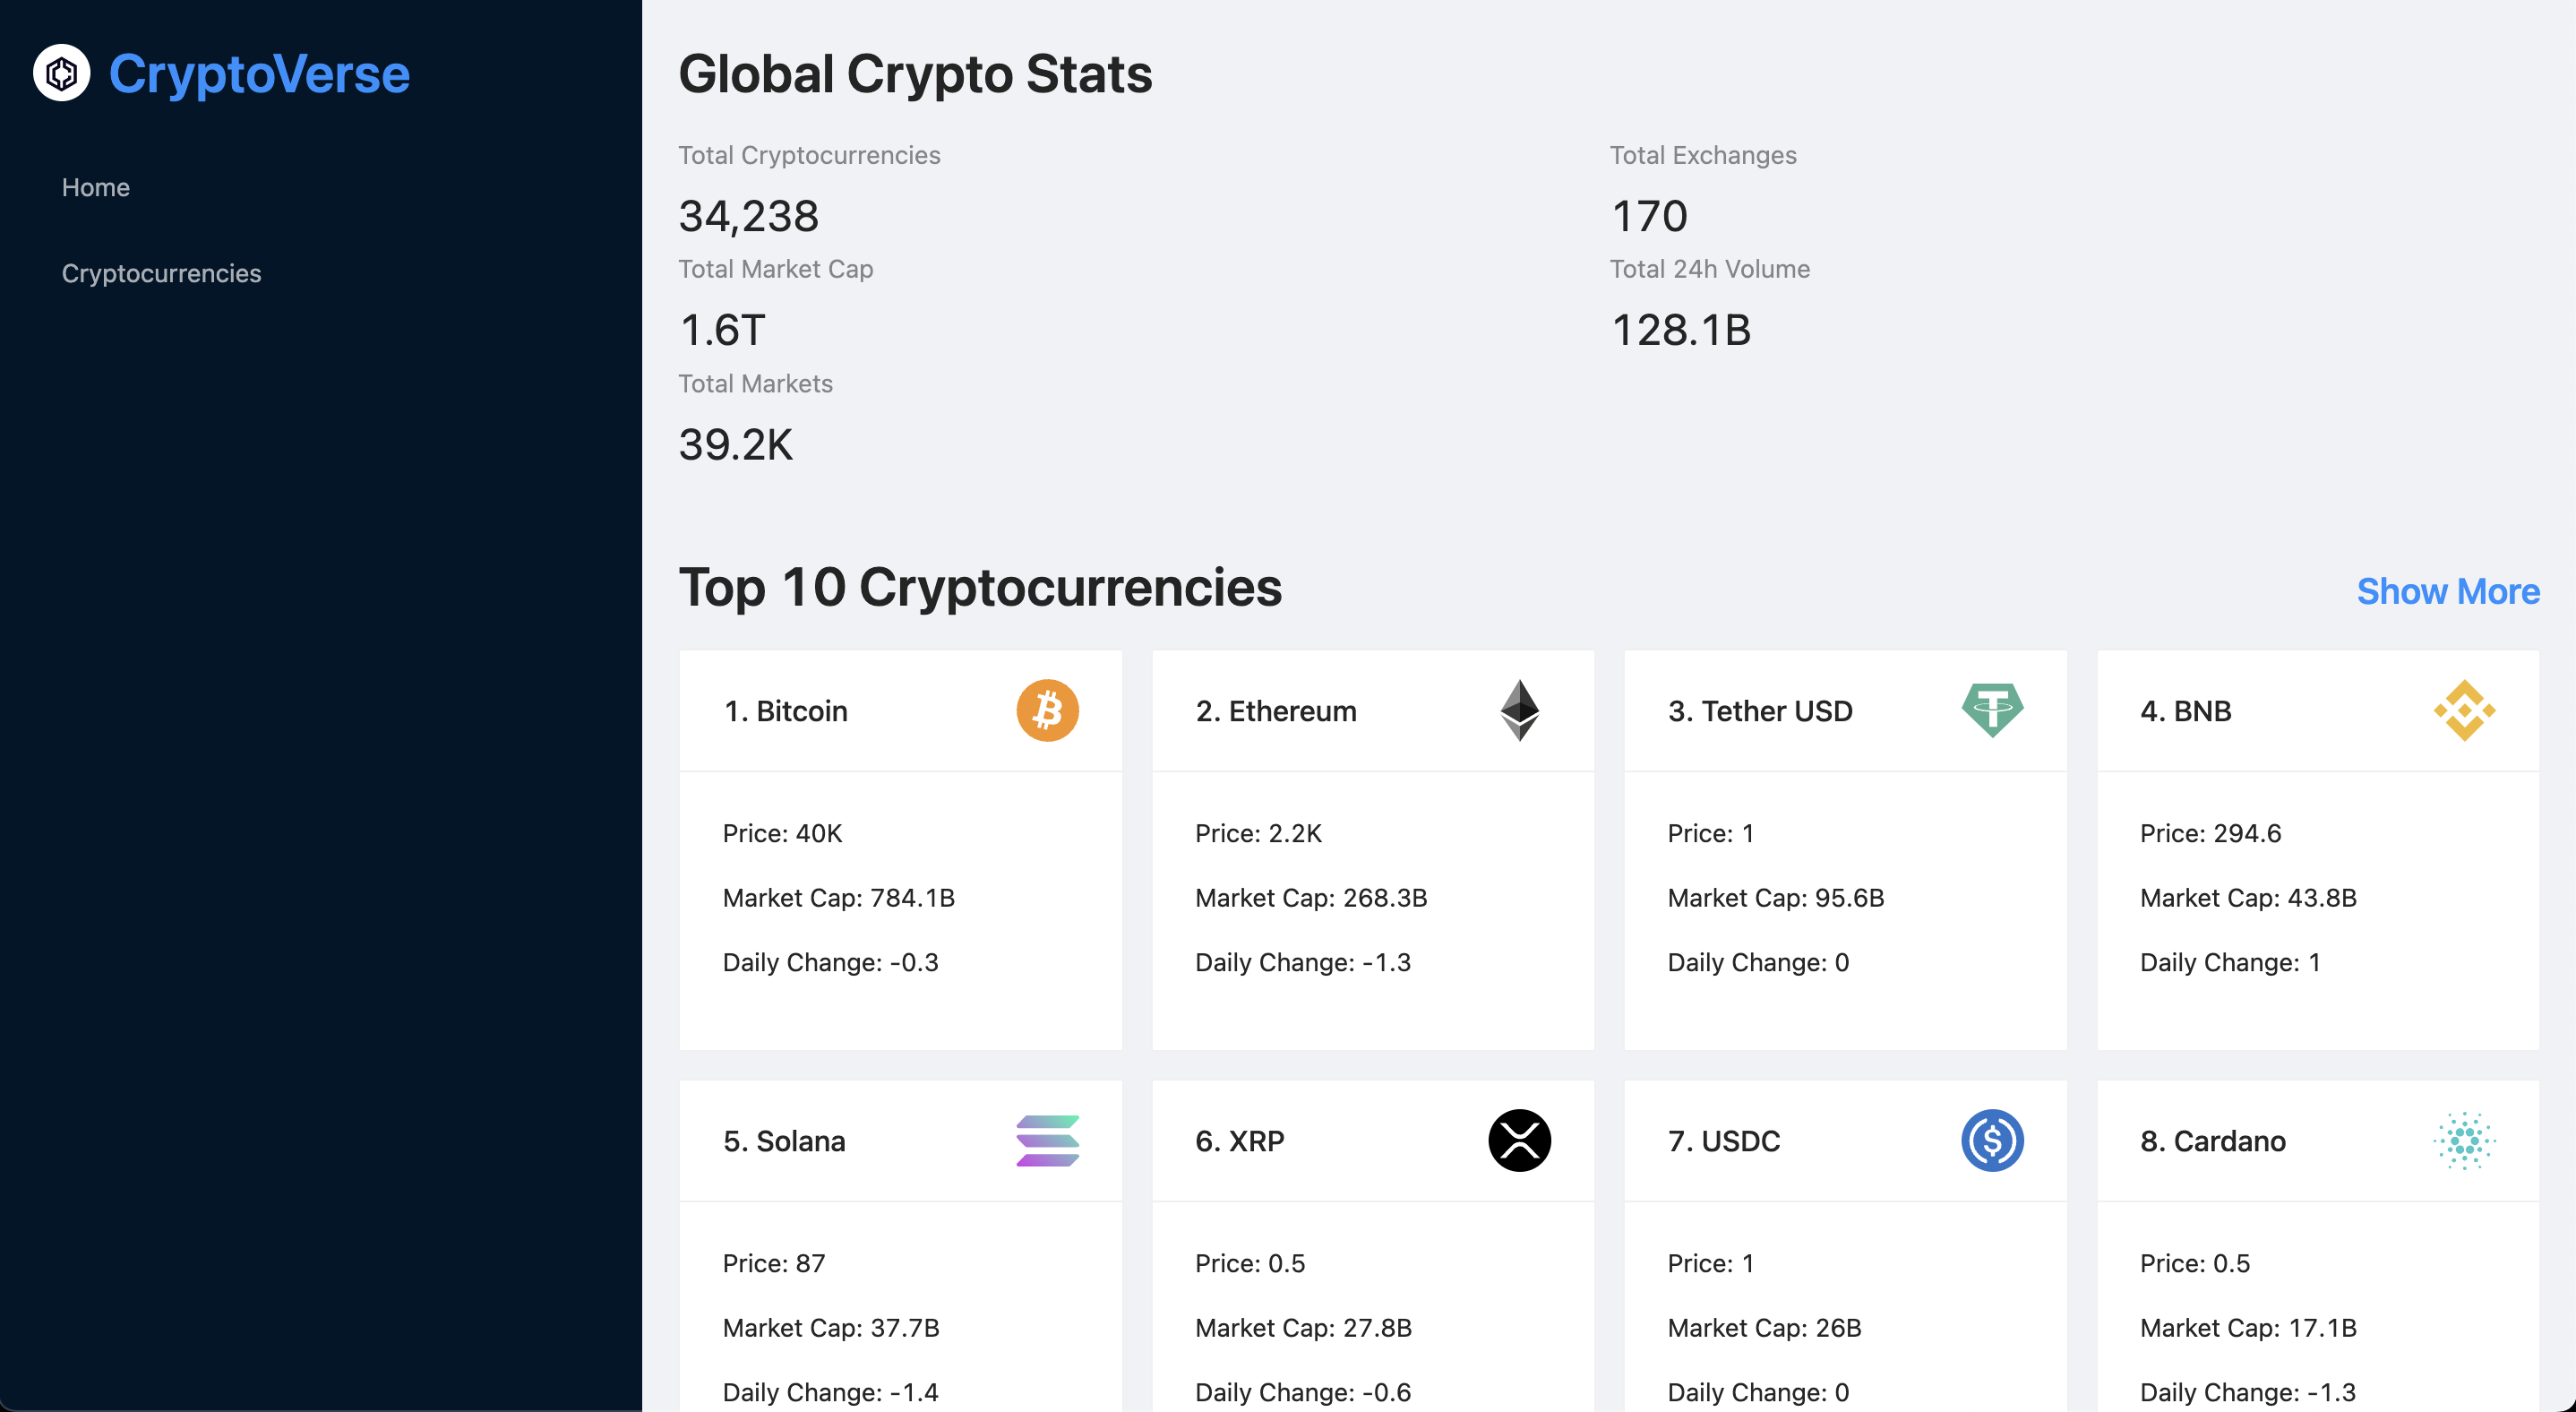 CryptoVerse
Home
Cryptocurrencies
Global Crypto Stats
Total Cryptocurrencies
34,238
Total Exchanges
170
Total Market Cap
1.6T
Total 24h Volume
128.1B
Total Markets
39.2K
Top 10 Cryptocurrencies
Show More
1. Bitcoin
Price: 40K
Market Cap: 784.1B
Daily Change: -0.3
2. Ethereum
Price: 2.2K
Market Cap: 268.3B
Daily Change: -1.3
3. Tether USD
Price: 1
Market Cap: 95.6B
Daily Change: 0
4. BNB
Price: 294.6
Market Cap: 43.8B
Daily Change: 1
5. Solana
Price: 87
Market Cap: 37.7B
Daily Change: -1.4
6. XRP
Price: 0.5
Market Cap: 27.8B
Daily Change: -0.6
7. USDC
Price: 1
Market Cap: 26B
Daily Change: 0
8. Cardano
Price: 0.5
Market Cap: 17.1B
Daily Change: -1.3